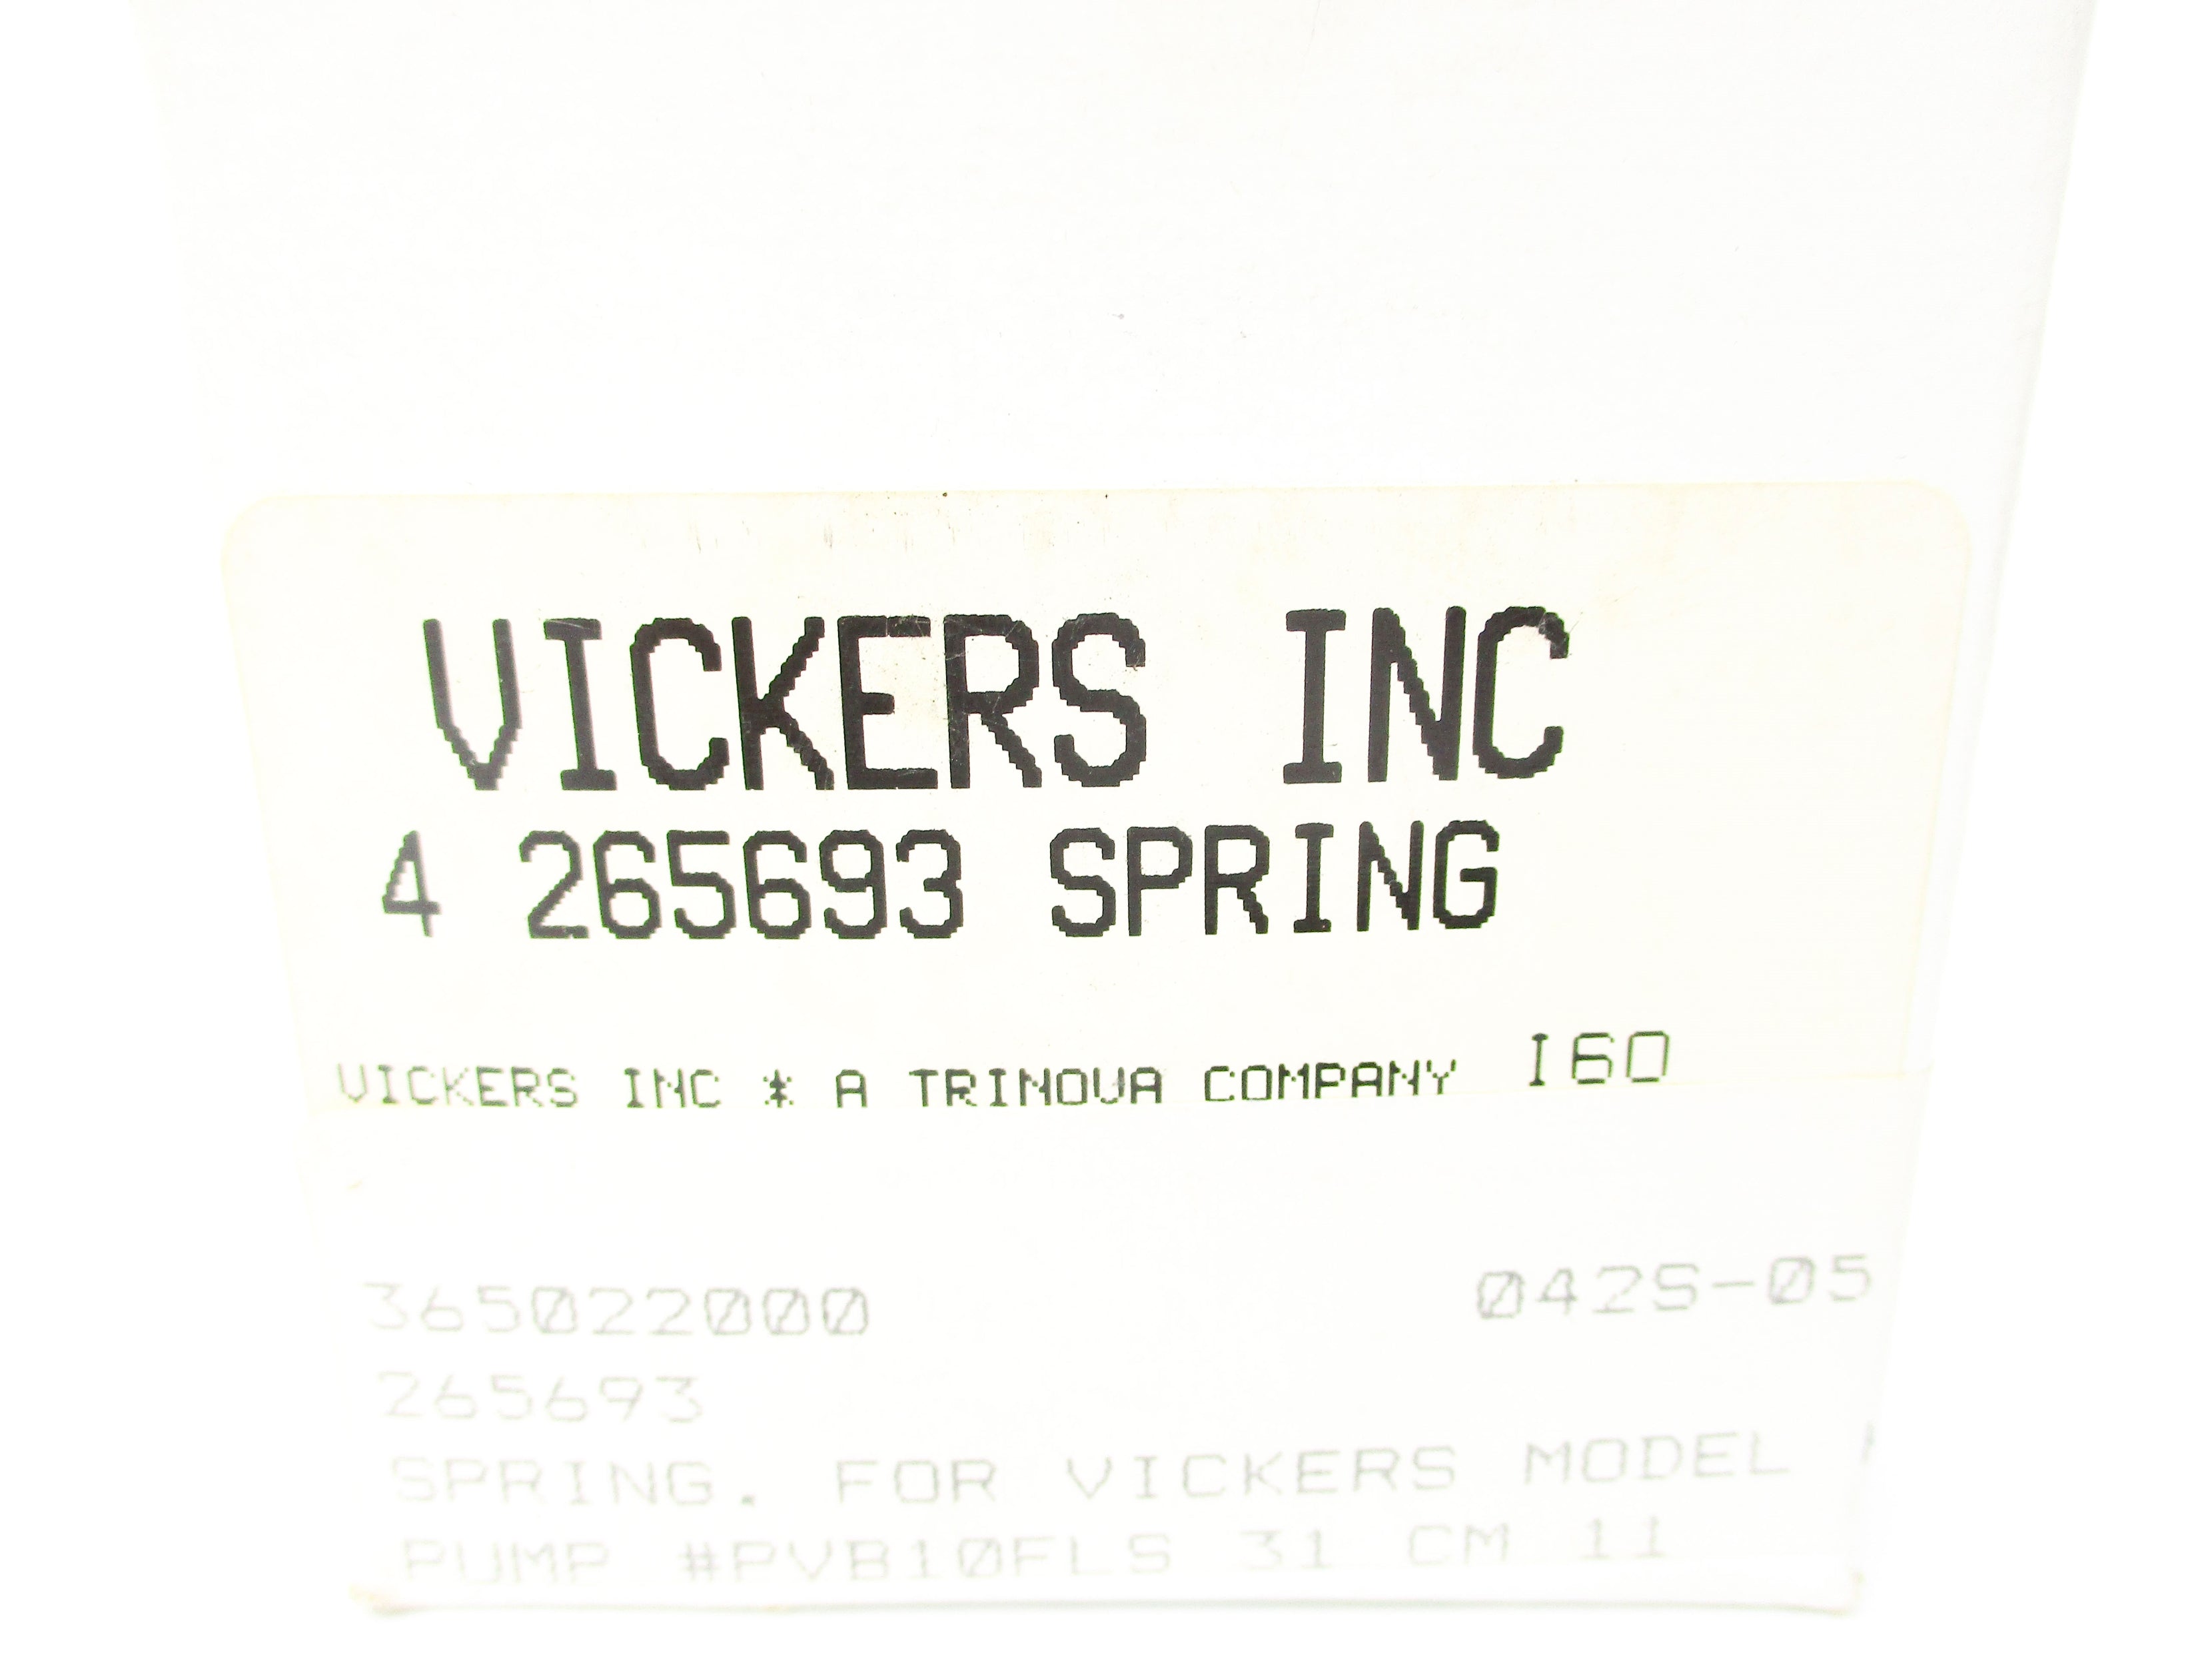 VICKERS INC
4 265693 SPRING
VICKERS INC * A TRINOVA COMPANY I60
365022000 042S-05
265693
SPRING. FOR VICKERS MODEL
PUMP #PVB10FLS 31 CM 11